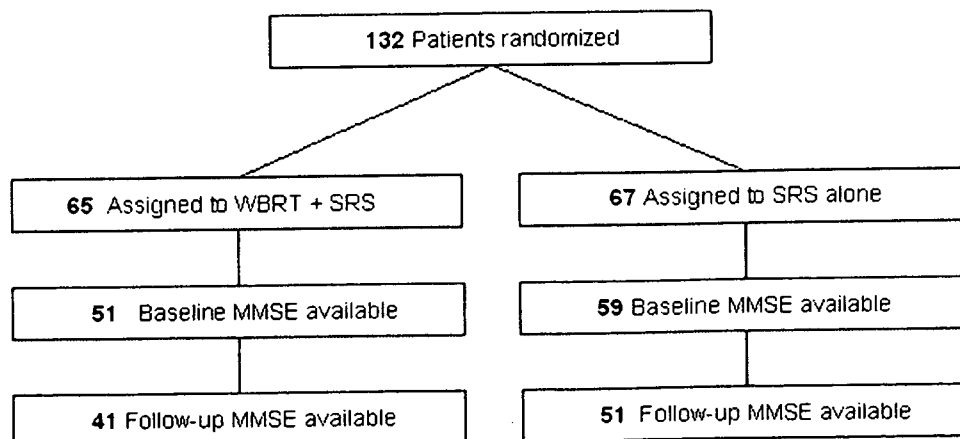 132 Patients randomized
65 Assigned to WBRT + SRS
67 Assigned to SRS alone
51 Baseline MMSE available
59 Baseline MMSE available
41 Follow-up MMSE available
51 Follow-up MMSE available